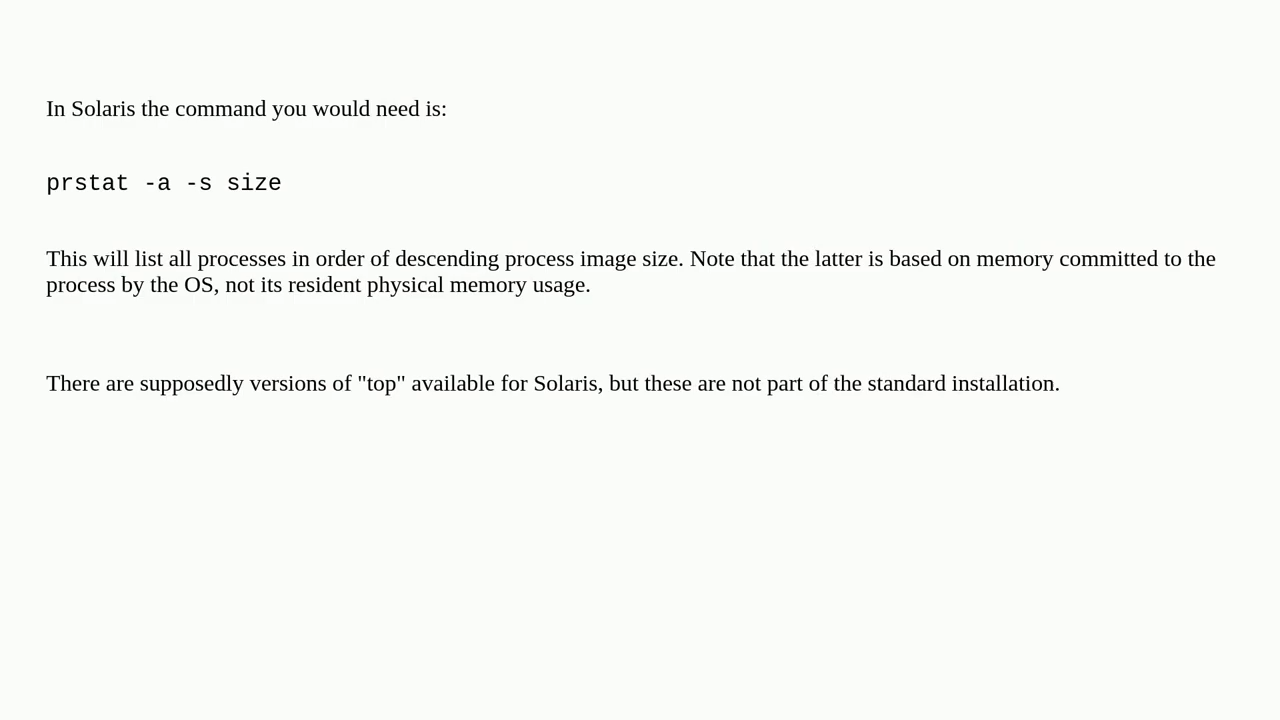 In Solaris the command you would need is:
prstat -a -s size
This will list all processes in order of descending process image size. Note that the latter is based on memory committed to the
process by the OS, not its resident physical memory usage.
There are supposedly versions of "top" available for Solaris, but these are not part of the standard installation.